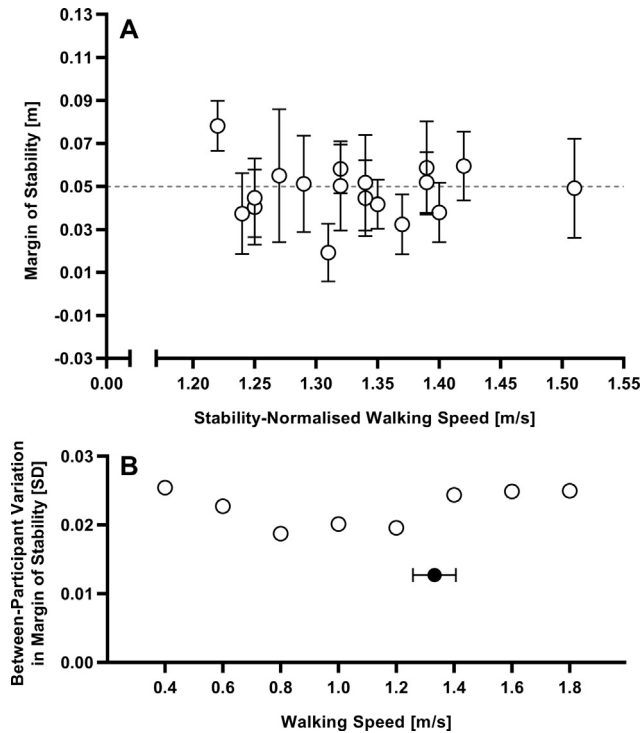 A
0.13
0.11
0.09
0.07
0.05
0.03
0.01
-0.01
-0.03
Margin of Stability [m]
0.00 1.20 1.25 1.30 1.35 1.40 1.45 1.50 1.55
Stability-Normalised Walking Speed [m/s]
B
0.03
0.02
0.01
0.00
Between-Participant Variation
in Margin of Stability [SD]
0.4 0.6 0.8 1.0 1.2 1.4 1.6 1.8
Walking Speed [m/s]